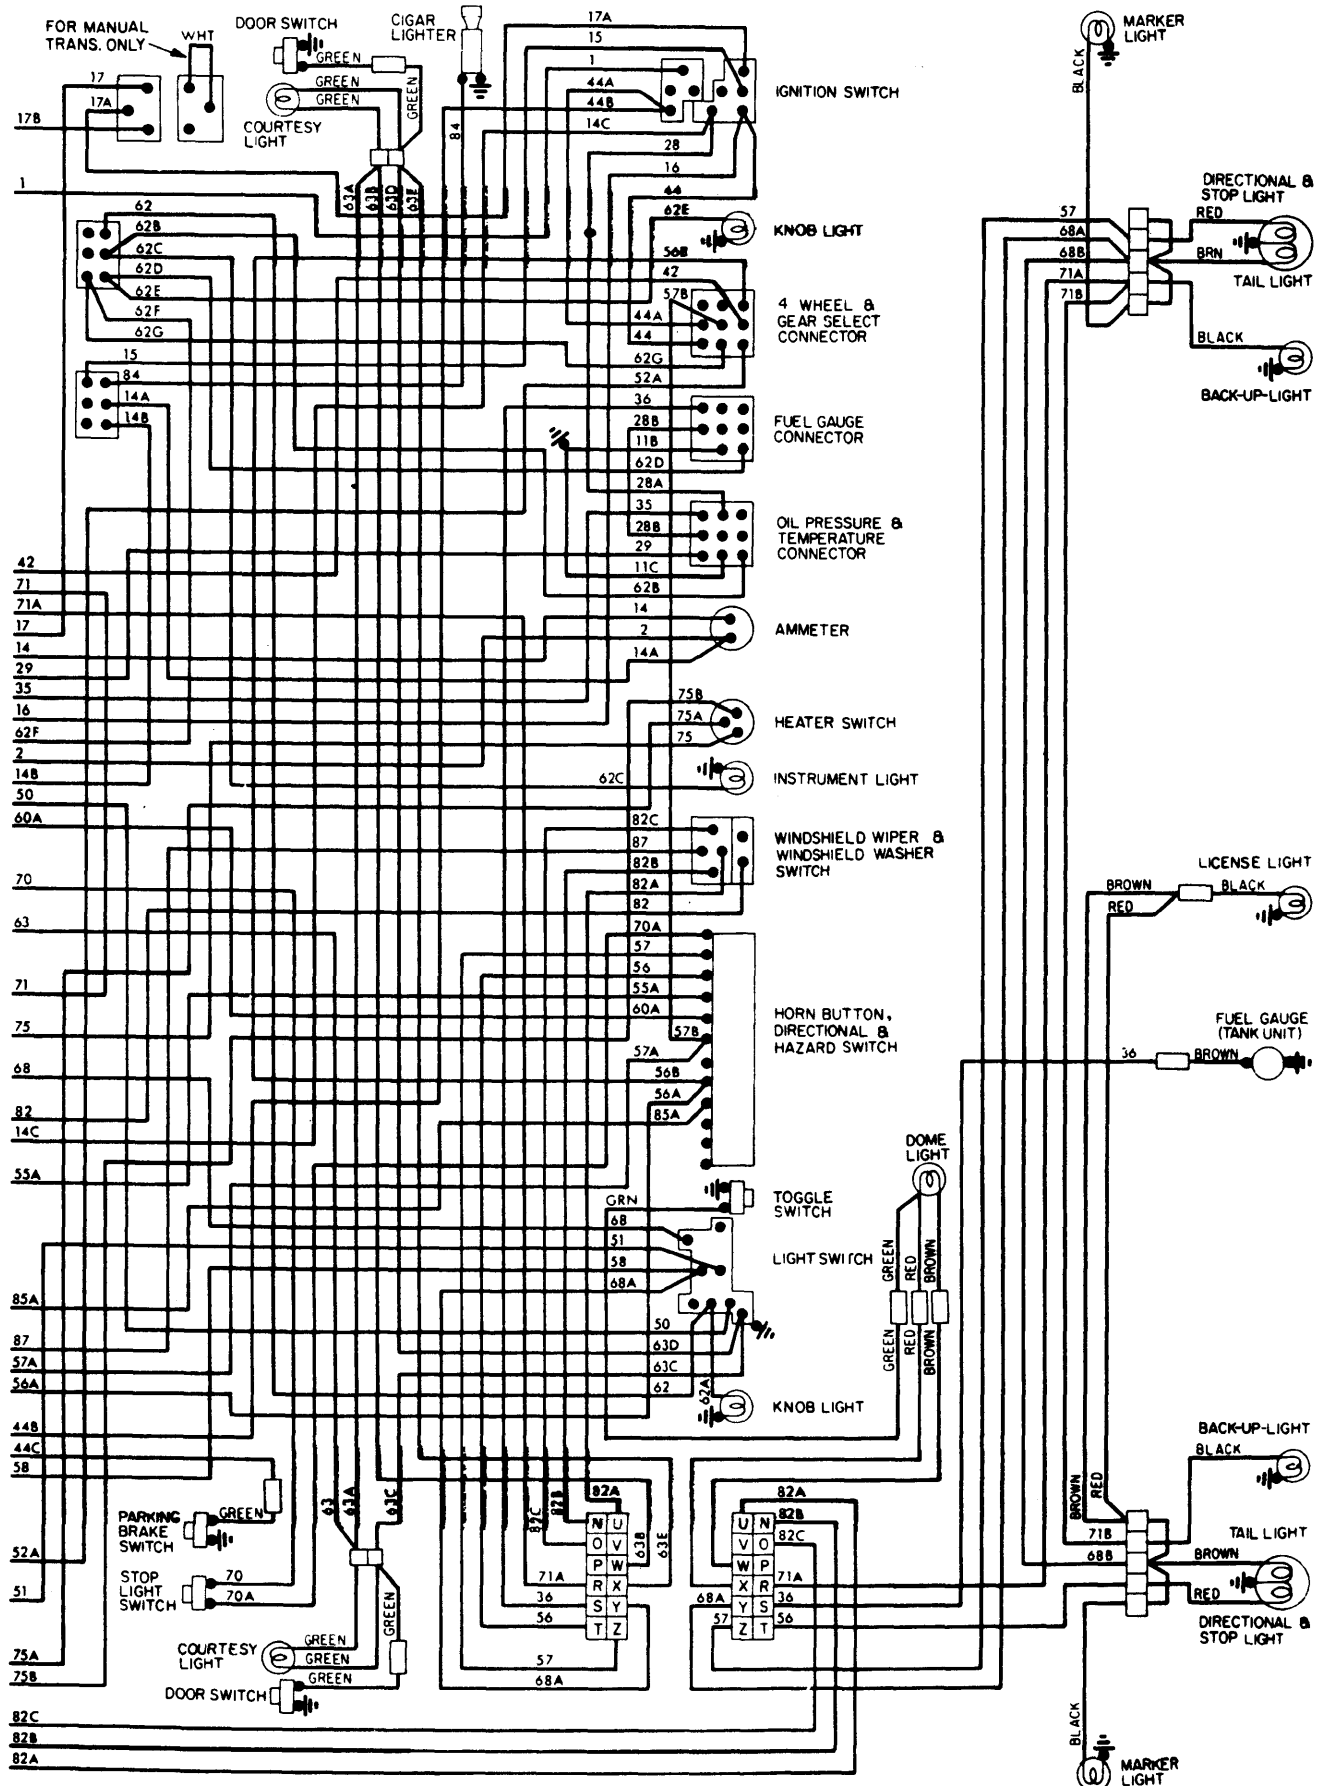 FOR MANUAL
TRANS. ONLY
WHT
DOOR SWITCH
GREEN
GREEN
GREEN
GREEN
COURTESY
LIGHT
CIGAR
LIGHTER
84
17
17A
17B
1
63A
63B
63D
63E
17A
15
1
44A
44B
14C
28
16
44
62E
IGNITION SWITCH
KNOB LIGHT
62
62B
62C
62D
62E
62F
62G
15
84
14A
14B
56B
42
57B
44A
44
62G
52A
4 WHEEL &
GEAR SELECT
CONNECTOR
36
28B
11B
62D
FUEL GAUGE
CONNECTOR
28A
35
28B
29
11C
62B
OIL PRESSURE &
TEMPERATURE
CONNECTOR
14
2
14A
AMMETER
75B
75A
75
HEATER SWITCH
62C
INSTRUMENT LIGHT
82C
87
82B
82A
82
WINDSHIELD WIPER &
WINDSHIELD WASHER
SWITCH
70A
57
56
55A
60A
57B
57A
56B
56A
85A
HORN BUTTON,
DIRECTIONAL &
HAZARD SWITCH
GRN
TOGGLE
SWITCH
68
51
58
68A
50
63D
63C
62
62A
LIGHT SWITCH
KNOB LIGHT
42
71
71A
17
14
29
35
16
62F
2
14B
50
60A
70
63
71
75
68
82
14C
55A
85A
87
57A
56A
44B
44C
58
52A
51
75A
75B
82C
82B
82A
PARKING
BRAKE
SWITCH
GREEN
STOP
LIGHT
SWITCH
70
70A
COURTESY
LIGHT
GREEN
GREEN
GREEN
GREEN
DOOR SWITCH
63
63A
63C
82C
82B
82A
63B
63E
N U
O V
P W
R X
S Y
T Z
71A
36
56
57
68A
U N
V O
W P
X R
Y S
Z T
82A
82B
82C
71A
68A
36
57
56
DOME
LIGHT
GREEN
RED
BROWN
GREEN
RED
BROWN
MARKER
LIGHT
BLACK
57
68A
68B
71A
71B
DIRECTIONAL &
STOP LIGHT
RED
BRN
TAIL LIGHT
BLACK
BACK-UP-LIGHT
LICENSE LIGHT
BROWN
BLACK
RED
FUEL GAUGE
(TANK UNIT)
36
BROWN
BROWN
RED
BACK-UP-LIGHT
BLACK
71B
68B
TAIL LIGHT
BROWN
RED
DIRECTIONAL &
STOP LIGHT
BLACK
MARKER
LIGHT